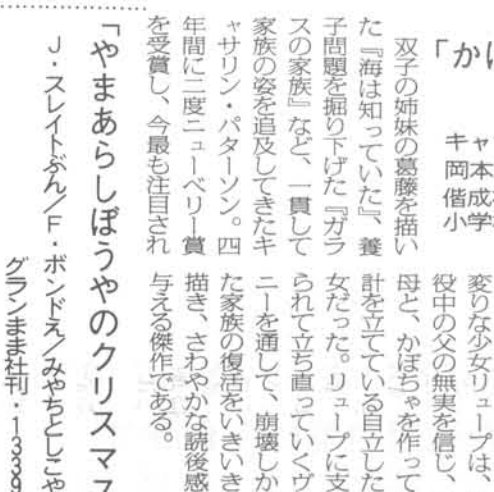 「かぼ
キャ
岡本
偕成
小学
双子の姉妹の葛藤を描い
た『海は知っていた』、養
子問題を掘り下げた『ガラ
スの家族』など、一貫して
家族の姿を追及してきたキ
ャサリン・パターソン。四
年間に二度ニューベリー賞
を受賞し、今最も注目され
変りな少女リュープは、
役中の父の無実を信じ、
母と、かぼちゃを作って
計を立てている自立した
女だった。リュープに支
られて立ち直っていくヴ
ニーを通して、崩壊しか
た家族の復活をいきいき
描き、さわやかな読後感
与える傑作である。
「やまあらしぼうやのクリスマス
J・スレイトぶん/F・ボンドえ/みやちとしこや
グランまま社刊・1339